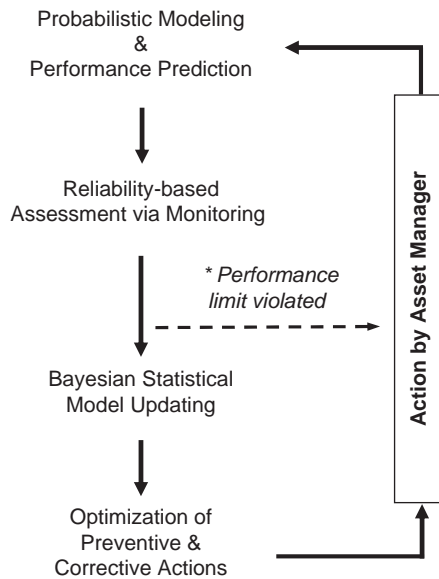 Probabilistic Modeling
&
Performance Prediction
Reliability-based
Assessment via Monitoring
* Performance
limit violated
Action by Asset Manager
Bayesian Statistical
Model Updating
Optimization of
Preventive &
Corrective Actions